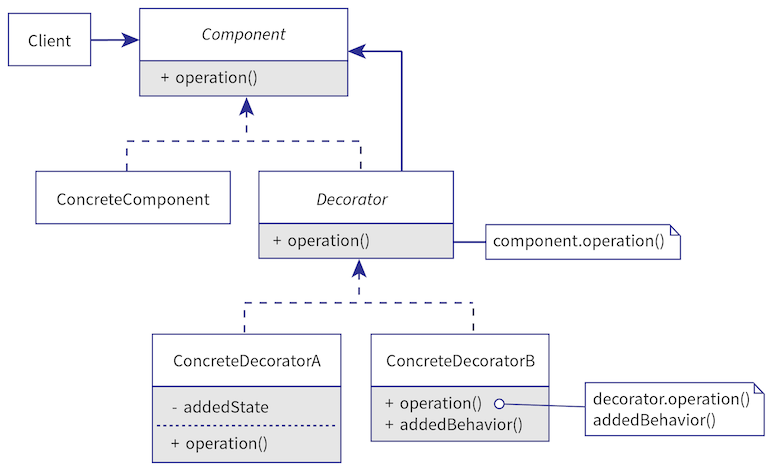 Client
Component
+ operation()
ConcreteComponent
Decorator
+ operation()
component.operation()
ConcreteDecoratorA
- addedState
+ operation()
ConcreteDecoratorB
+ operation()
+ addedBehavior()
decorator.operation()
addedBehavior()